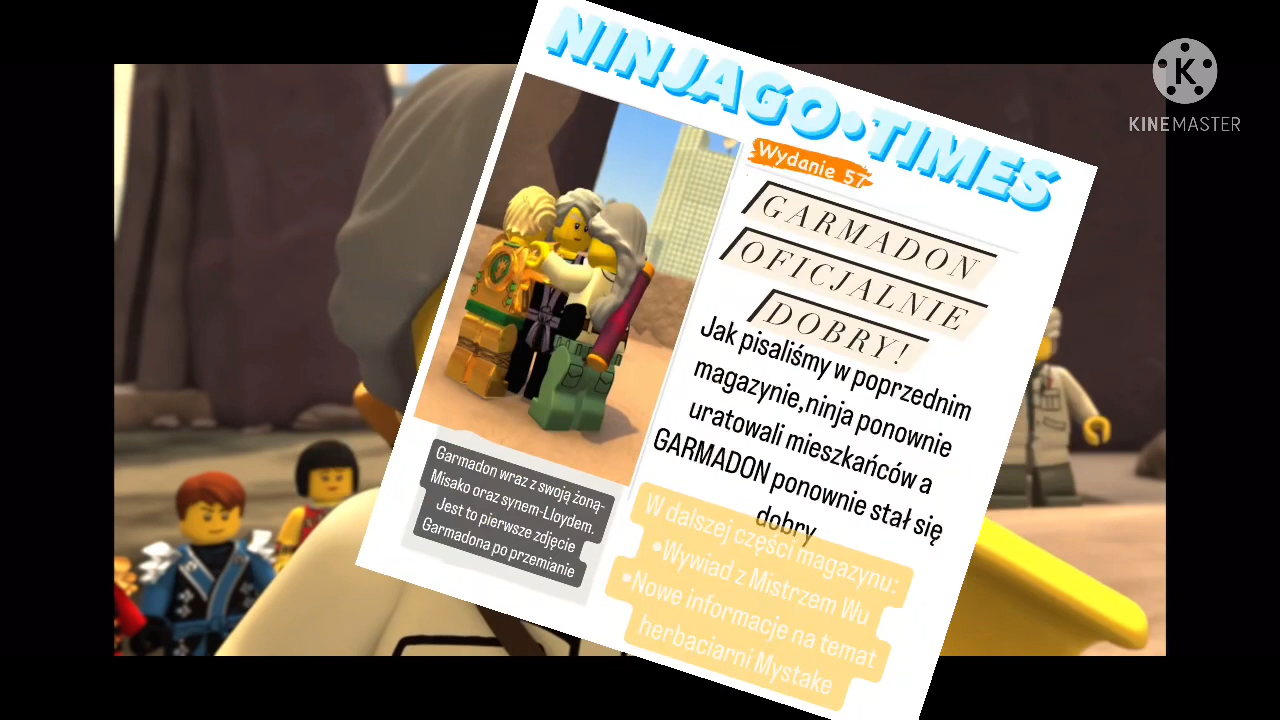 NINJAGO•TIMES
Wydanie 57
GARMADON
OFICJALNIE
DOBRY!
Jak pisaliśmy w poprzednim
magazynie,ninja ponownie
uratowali mieszkańców a
GARMADON ponownie stał się
dobry
Garmadon wraz z swoją żoną-
Misako oraz synem-Lloydem.
Jest to pierwsze zdjęcie
Garmadona po przemianie
W dalszej części magazynu:
•Wywiad z Mistrzem Wu
•Nowe informacje na temat
herbaciarni Mystake
K
KINEMASTER